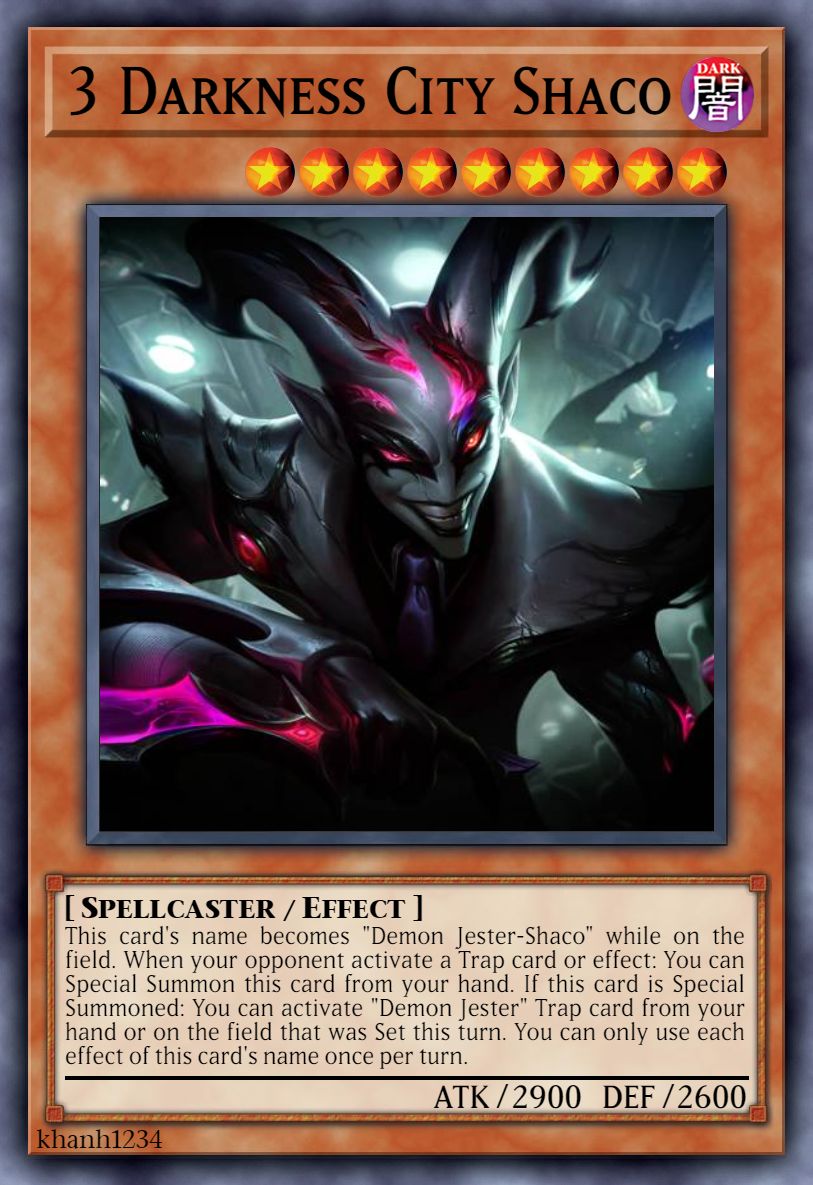 3 Darkness City Shaco
DARK
闇
[ Spellcaster / Effect ]
This card's name becomes "Demon Jester-Shaco" while on the
field. When your opponent activate a Trap card or effect: You can
Special Summon this card from your hand. If this card is Special
Summoned: You can activate "Demon Jester" Trap card from your
hand or on the field that was Set this turn. You can only use each
effect of this card's name once per turn.
ATK/2900 DEF/2600
khanh1234